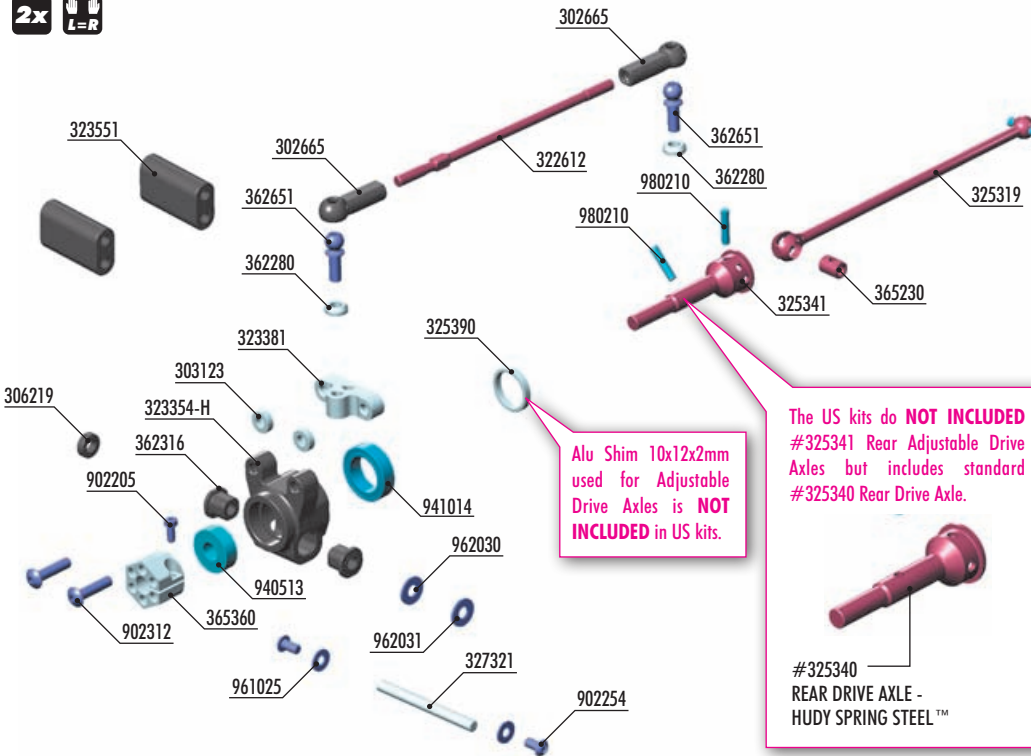 2x
L=R
302665
323551
302665
322612
362651
362280
325319
362651
980210
980210
362280
365230
325341
323381
325390
303123
306219
323354-H
362316
902205
941014
962030
940513
365360
902312
962031
327321
961025
902254
Alu Shim 10x12x2mm
used for Adjustable
Drive Axles is NOT
INCLUDED in US kits.
The US kits do NOT INCLUDED
#325341 Rear Adjustable Drive
Axles but includes standard
#325340 Rear Drive Axle.
#325340
REAR DRIVE AXLE -
HUDY SPRING STEEL™